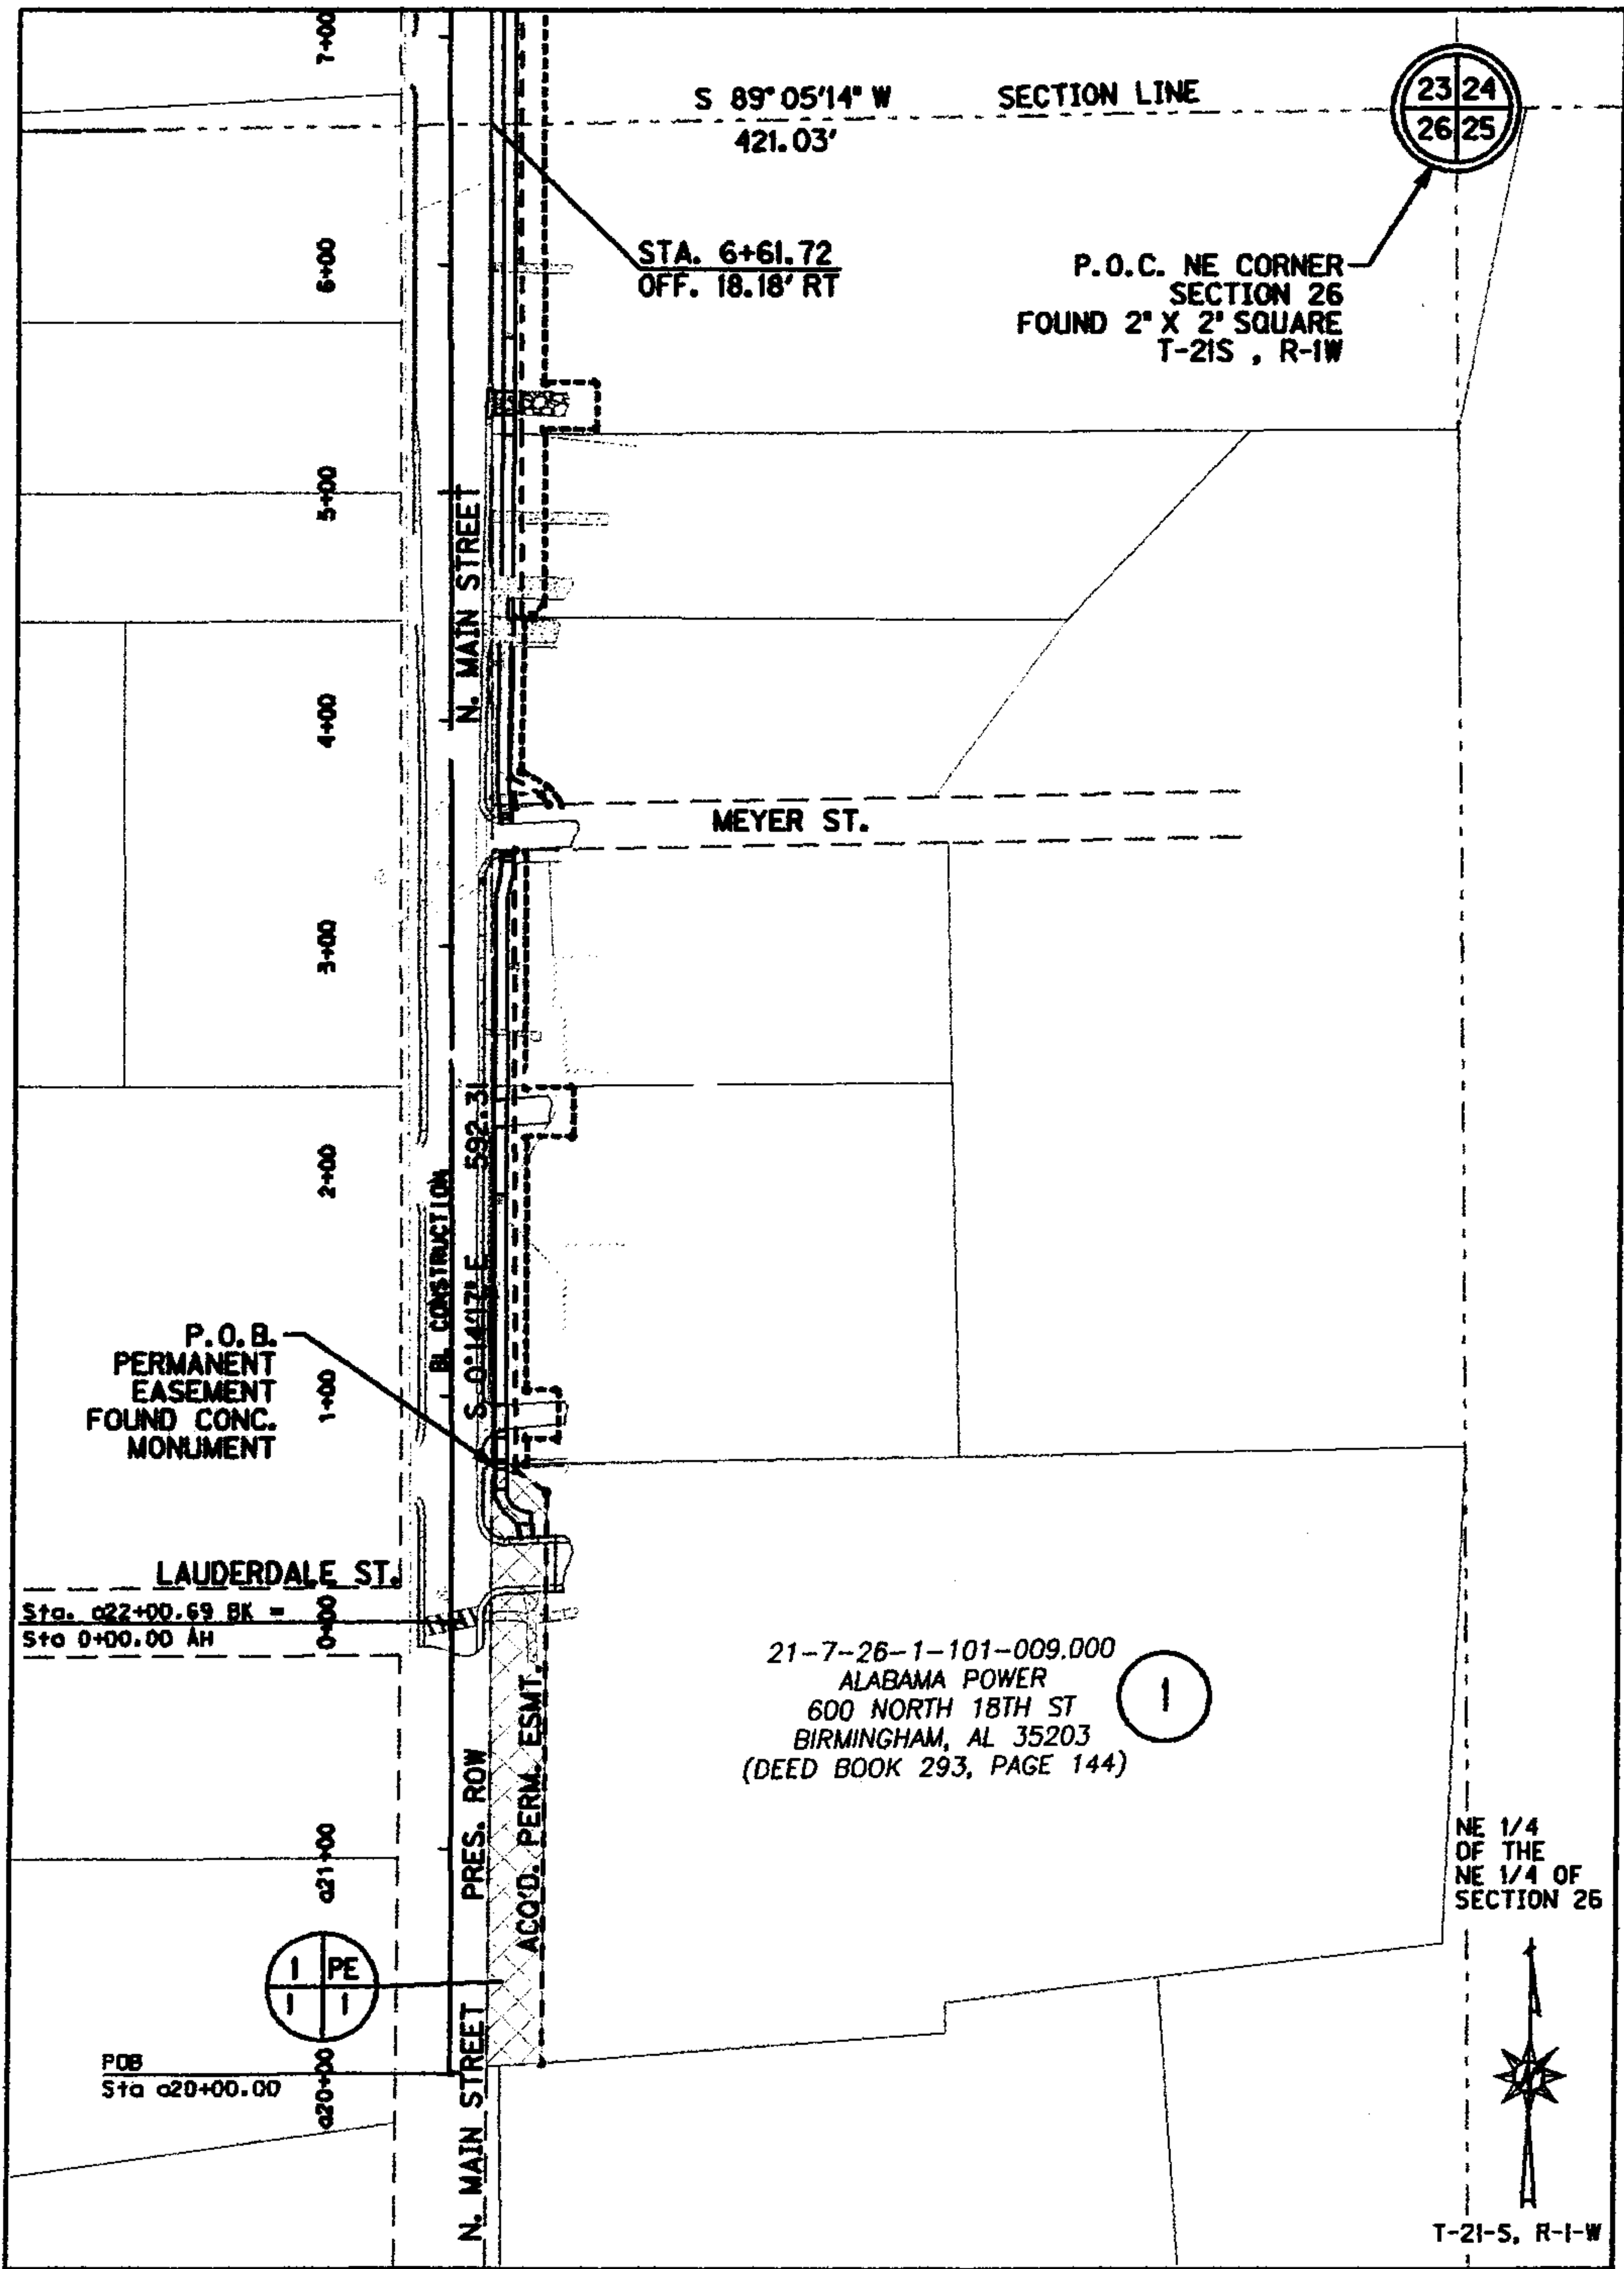 7+00
S 89°05'14" W
421.03'
SECTION LINE
23 24
26 25
STA. 6+61.72
OFF. 18.18' RT
6+00
P.O.C. NE CORNER
SECTION 26
FOUND 2" X 2" SQUARE
T-21S , R-1W
5+00
N. MAIN STREET
4+00
MEYER ST.
3+00
2+00
BL CONSTRUCTION
S 0°14'17" E 592.31
P.O.B.
PERMANENT
EASEMENT
FOUND CONC.
MONUMENT
1+00
LAUDERDALE ST.
Sta. a22+00.69 BK =
Sta 0+00.00 AH
0+00
21-7-26-1-101-009.000
ALABAMA POWER
600 NORTH 18TH ST
BIRMINGHAM, AL 35203
(DEED BOOK 293, PAGE 144)
1
PRES. ROW
ACQ'D. PERM. ESMT.
a21+00
NE 1/4
OF THE
NE 1/4 OF
SECTION 26
1 PE
1 1
POB
Sta a20+00.00
a20+00
N. MAIN STREET
T-21-S, R-1-W